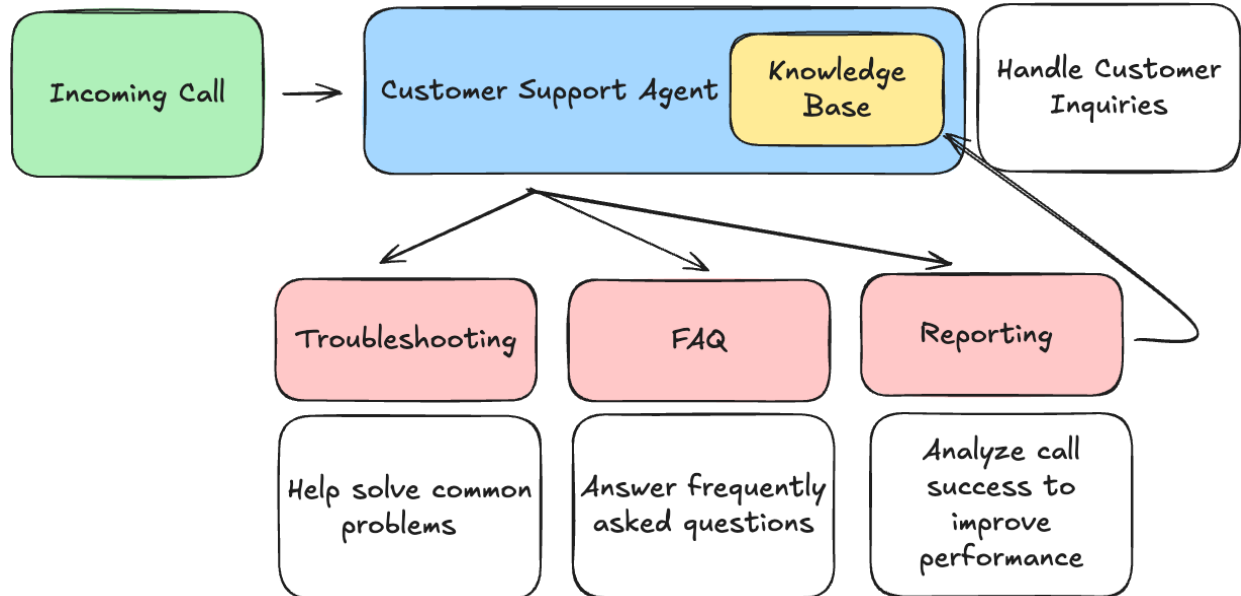 Incoming Call
Customer Support Agent
Knowledge
Base
Handle Customer
Inquiries
Troubleshooting
FAQ
Reporting
Help solve common
problems
Answer frequently
asked questions
Analyze call
success to
improve
performance